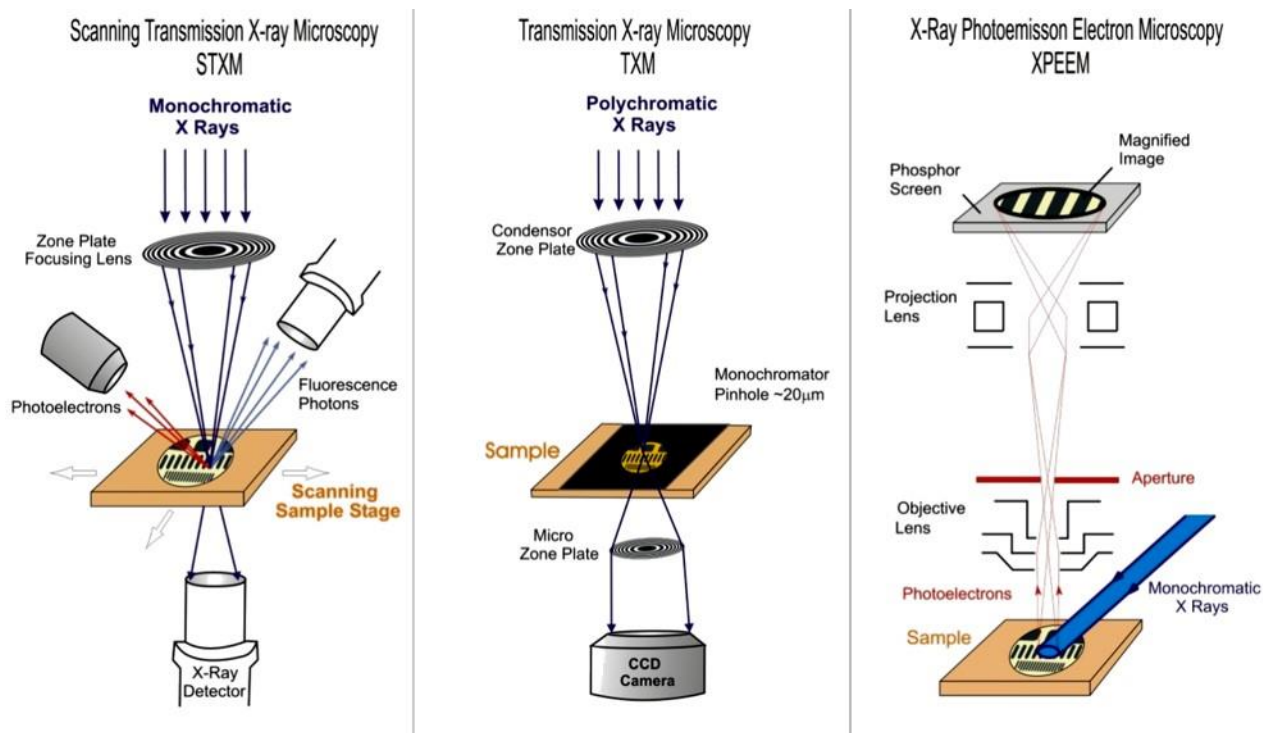 Scanning Transmission X-ray Microscopy
STXM
Monochromatic
X Rays
Zone Plate
Focusing Lens
Photoelectrons
Fluorescence
Photons
Scanning
Sample Stage
X-Ray
Detector
Transmission X-ray Microscopy
TXM
Polychromatic
X Rays
Condensor
Zone Plate
Monochromator
Pinhole ~20μm
Sample
Micro
Zone Plate
CCD
Camera
X-Ray Photoemisson Electron Microscopy
XPEEM
Magnified
Image
Phosphor
Screen
Projection
Lens
Aperture
Objective
Lens
Photoelectrons
Monochromatic
X Rays
Sample